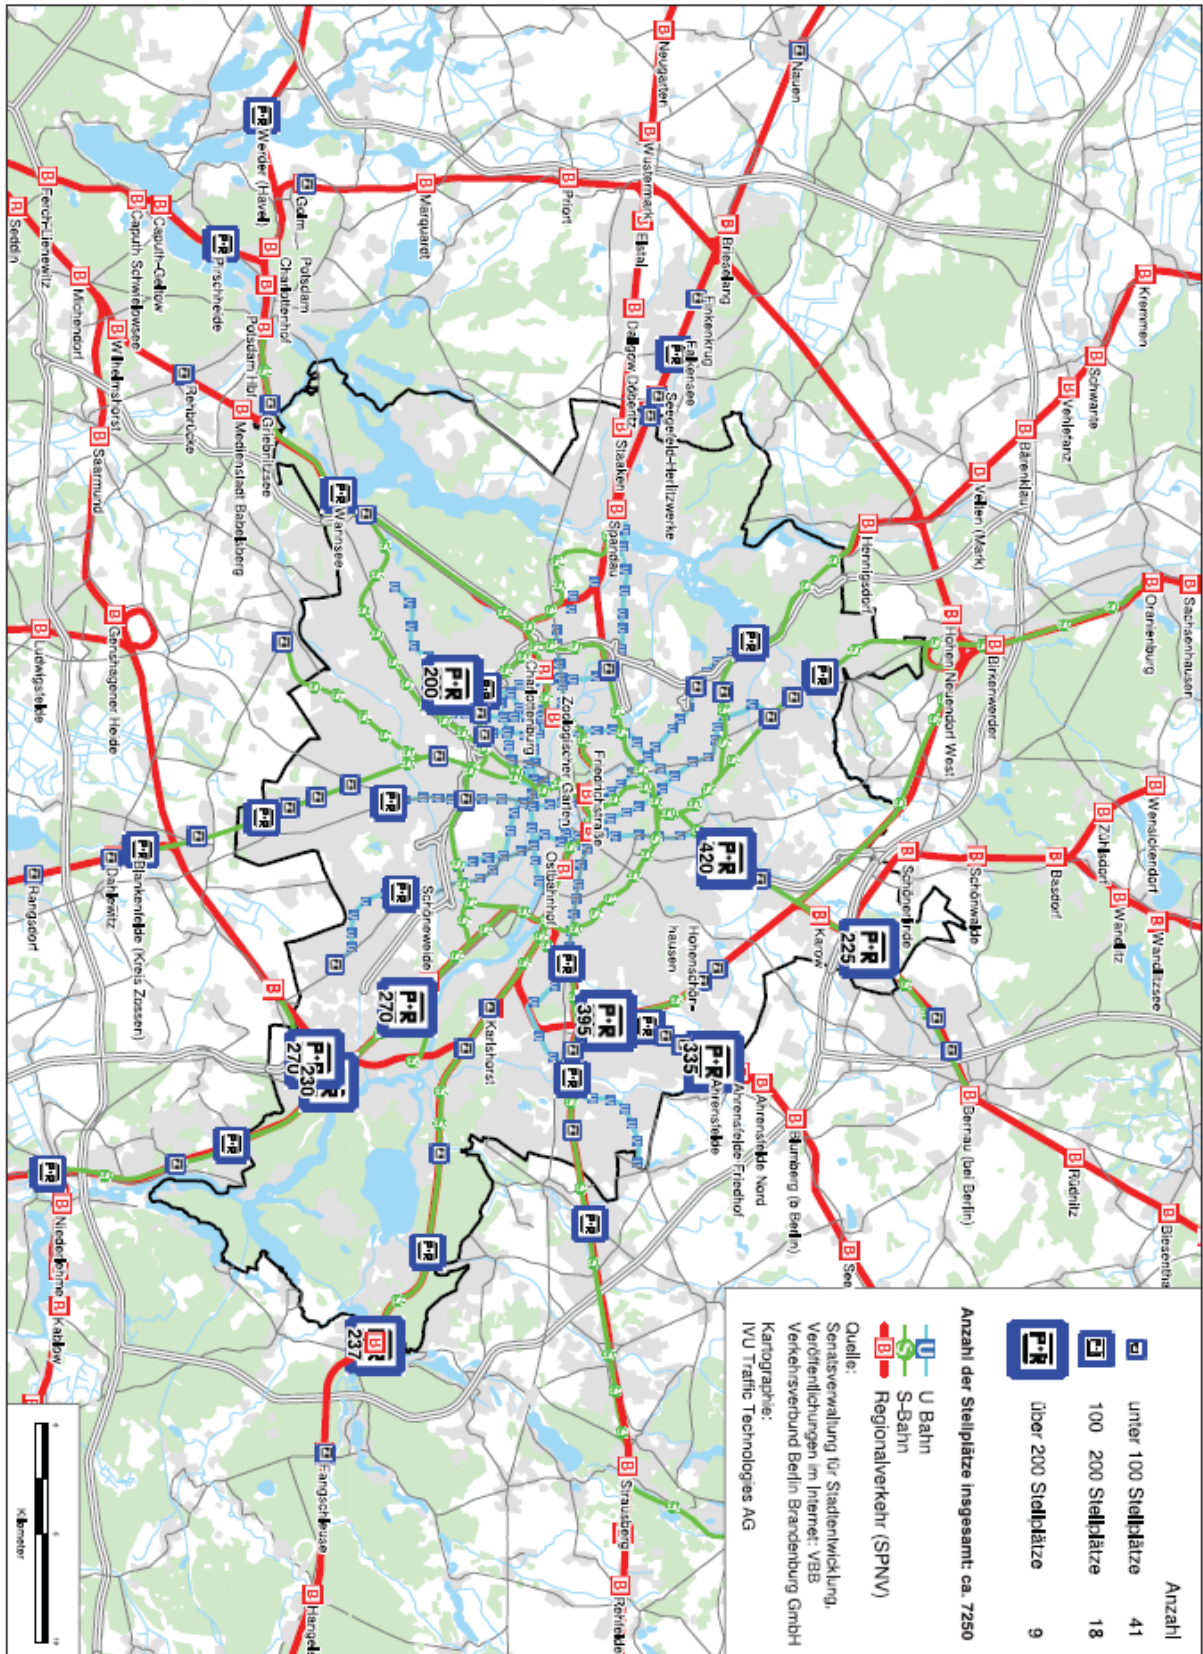 Nauen
Neugarten
Wustermark
Brieselang
Kremmen
Schwante
Vehlefanz
Bärenklau
Velten (Mark)
Hennigsdorf
Sachsenhausen
Oranienburg
Birkenwerder
Hohen Neuendorf West
Wensickendorf
Zühlsdorf
Basdorf
Wandlitz
Wandlitzsee
Schönwalde
Schönerlinde
Karow
Werder (Havel)
Golm
Marquardt
Priort
Elstal
Dallgow Döberitz
Finkenkrug
Falkensee
Seegefeld-Herlitzwerke
Staaken
Spandau
Ferch-Lienewitz
Seddin
Caputh Schwielowsee
Caputh-Geltow
Pirschheide
Potsdam
Charlottenhof
Potsdam Hbf
Michendorf
Wilhelmshorst
Saarmund
Griebnitzsee
Medienstadt Babelsberg
Wannsee
Genshagener Heide
Ludwigsfelde
Charlottenburg
Zoologischer Garten
Friedrichstraße
Ostbahnhof
P+R
200
P+R
420
P+R
225
P+R
395
P+R
335
P+R
270
P+R
270
230
237
Blankenfelde (Kreis Zossen)
Dahlewitz
Rangsdorf
Schöneweide
Karlshorst
Hohenschön-
hausen
Ahrensfelde
Ahrensfelde Friedhof
Ahrensfelde Nord
Blumberg (b Berlin)
See
Bernau (bei Berlin)
Rüdnitz
Biesentha
Niederlehme
Kablow
Fangschleuse
Hangels
Strausberg
Rehfelde
Anzahl
unter 100 Stellplätze 41
100 200 Stellplätze 18
über 200 Stellplätze 9
Anzahl der Stellplätze insgesamt: ca. 7250
U Bahn
S-Bahn
Regionalverkehr (SPNV)
Quelle:
Senatsverwaltung für Stadtentwicklung,
Veröffentlichungen im Internet: VBB
Verkehrsverbund Berlin Brandenburg GmbH
Kartographie:
IVU Traffic Technologies AG
Kilometer